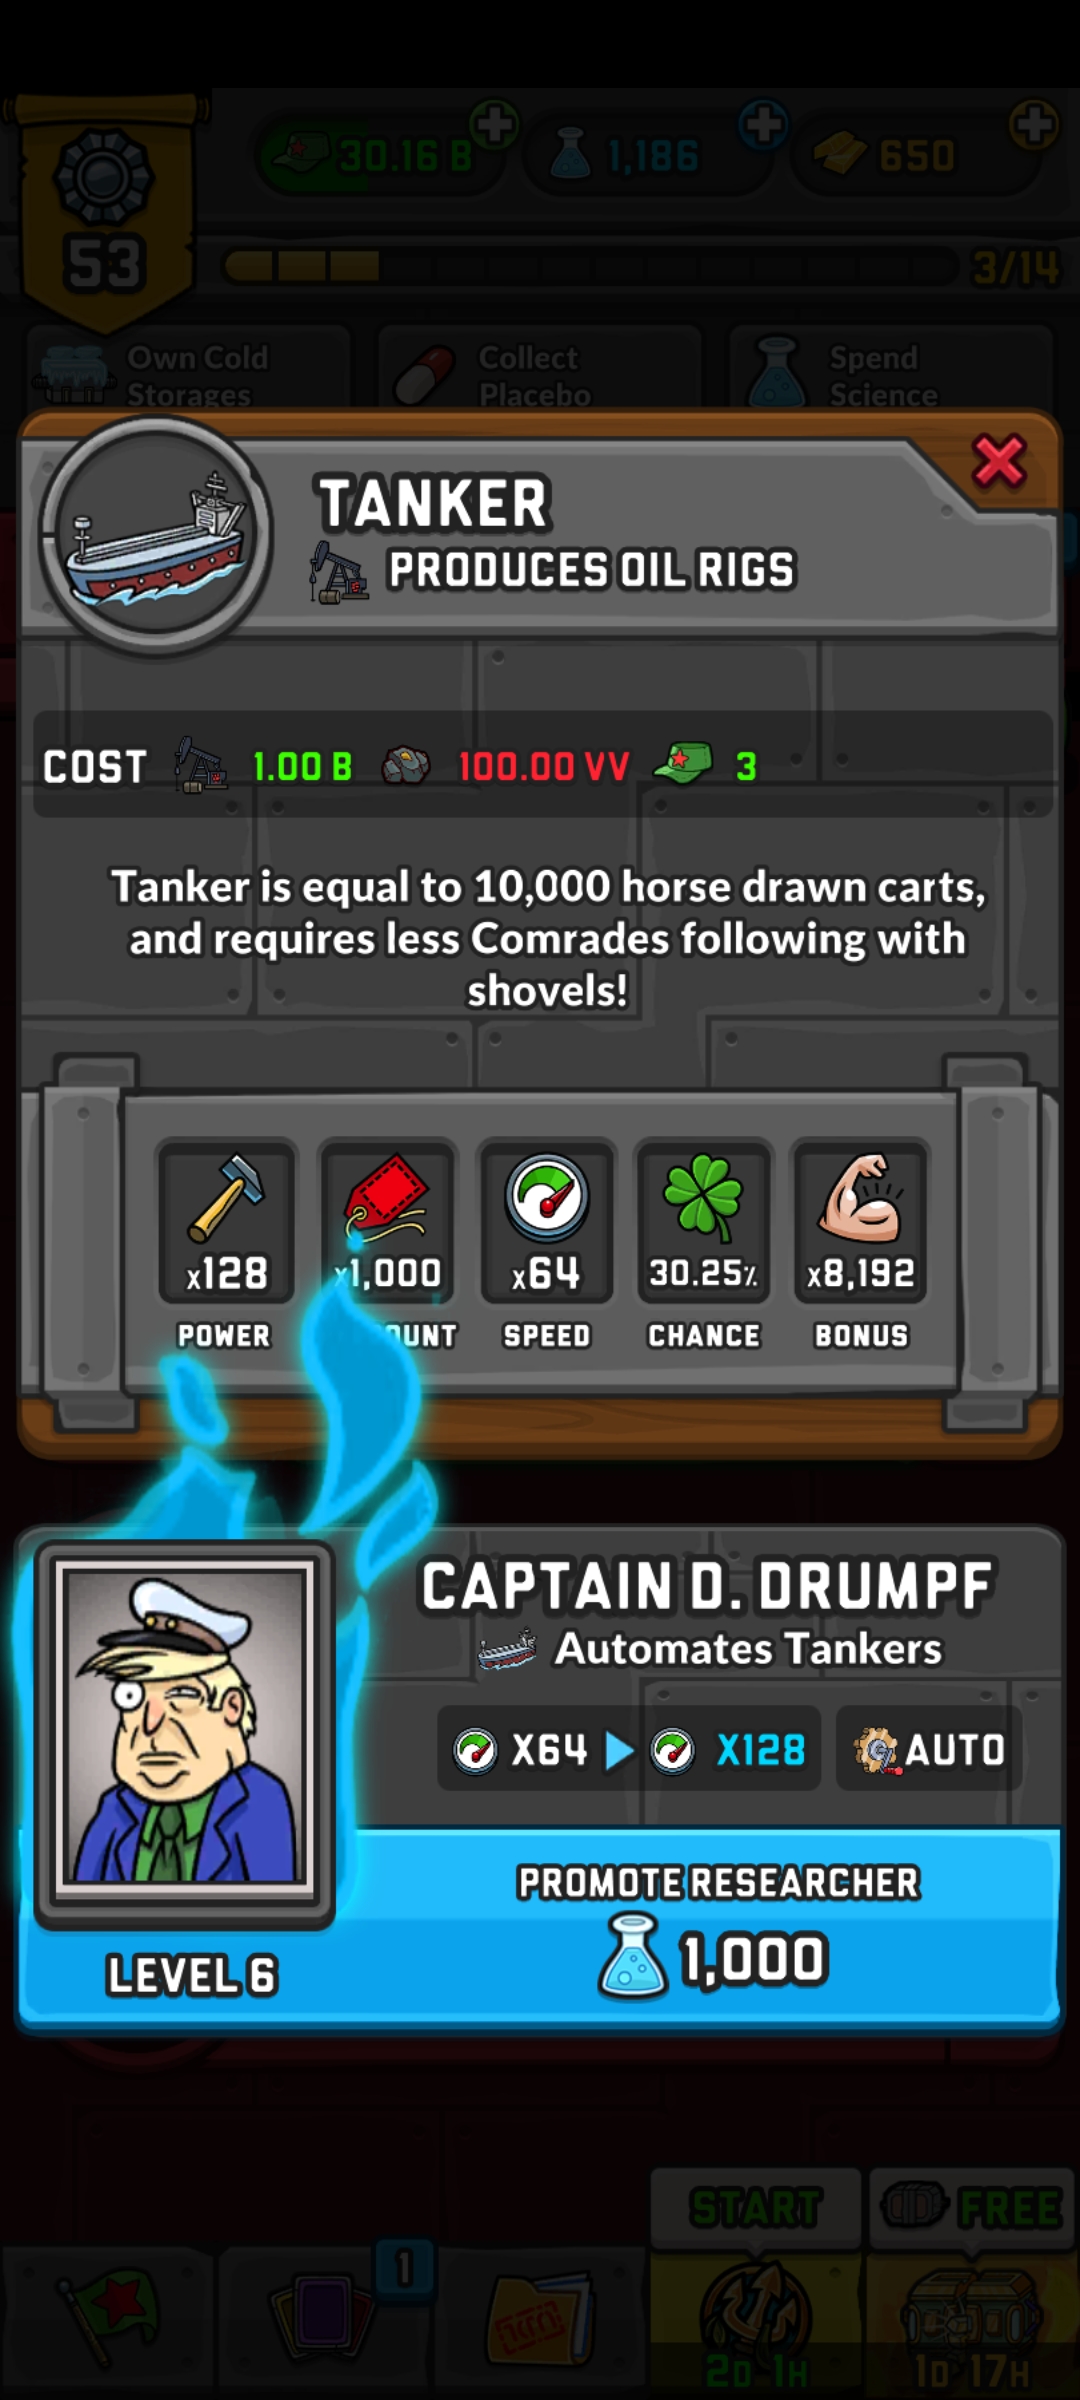 30.16 B
1,186
650
53
3/14
Own Cold
Storages
Collect
Placebo
Spend
Science
TANKER
PRODUCES OIL RIGS
COST 1.00 B 100.00 VV 3
Tanker is equal to 10,000 horse drawn carts,
and requires less Comrades following with
shovels!
x128 x1,000 x64 30.25% x8,192
POWER OUNT SPEED CHANCE BONUS
CAPTAIN D. DRUMPF
Automates Tankers
X64 X128 AUTO
PROMOTE RESEARCHER
1,000
LEVEL 6
START
FREE
1
2D 1H
1D 17H